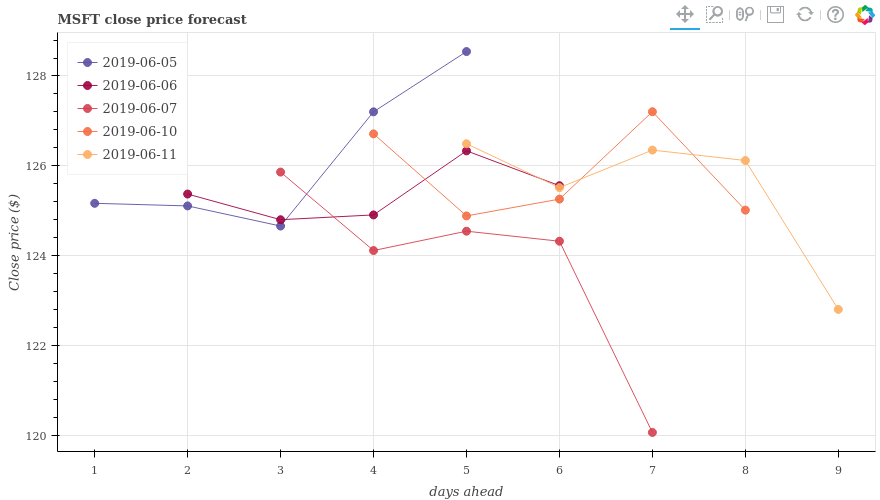 MSFT close price forecast
2019-06-05
2019-06-06
2019-06-07
2019-06-10
2019-06-11
Close price ($)
128
126
124
122
120
1 2 3 4 5 6 7 8 9
days ahead